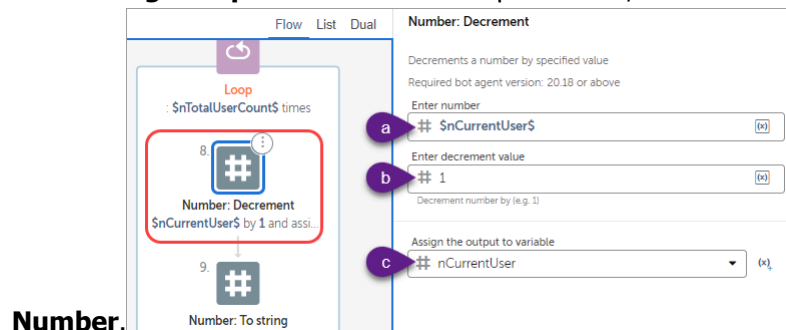 Flow List Dual
Loop
: $nTotalUserCount$ times
8.
Number: Decrement
$nCurrentUser$ by 1 and assi...
9.
Number: To string
Number: Decrement
Decrements a number by specified value
Required bot agent version: 20.18 or above
Enter number
a
$nCurrentUser$
(x)
Enter decrement value
b
1
(x)
Decrement number by (e.g. 1)
Assign the output to variable
c
nCurrentUser
(x)
Number.